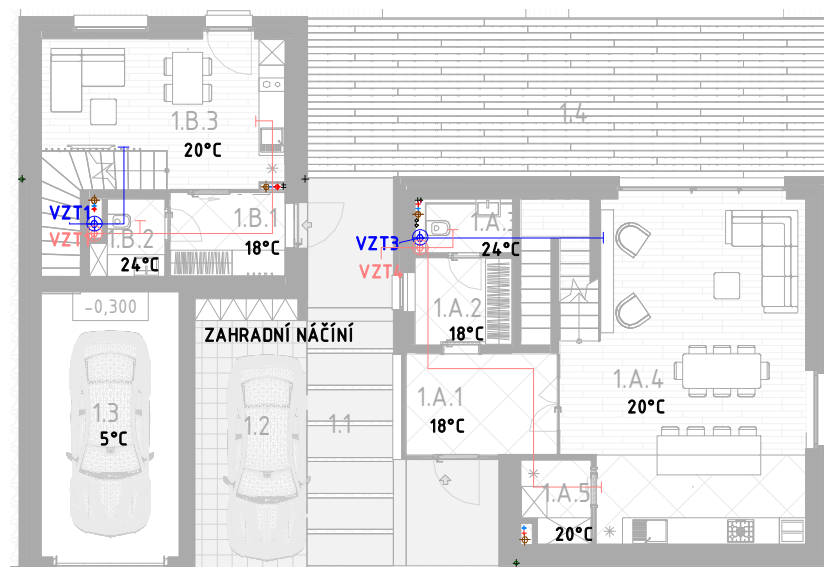 1.B.3
1.4
20°C
VZT1
1.B.1
1.A.3
VZT
1.B.2
18°C
VZT3
24°C
24°C
VZT4
-0,300
1.A.2
ZAHRADNÍ NÁČINÍ
18°C
1.A.4
1.3
1.A.1
20°C
5°C
1.2
1.1
18°C
1.A.5
20°C